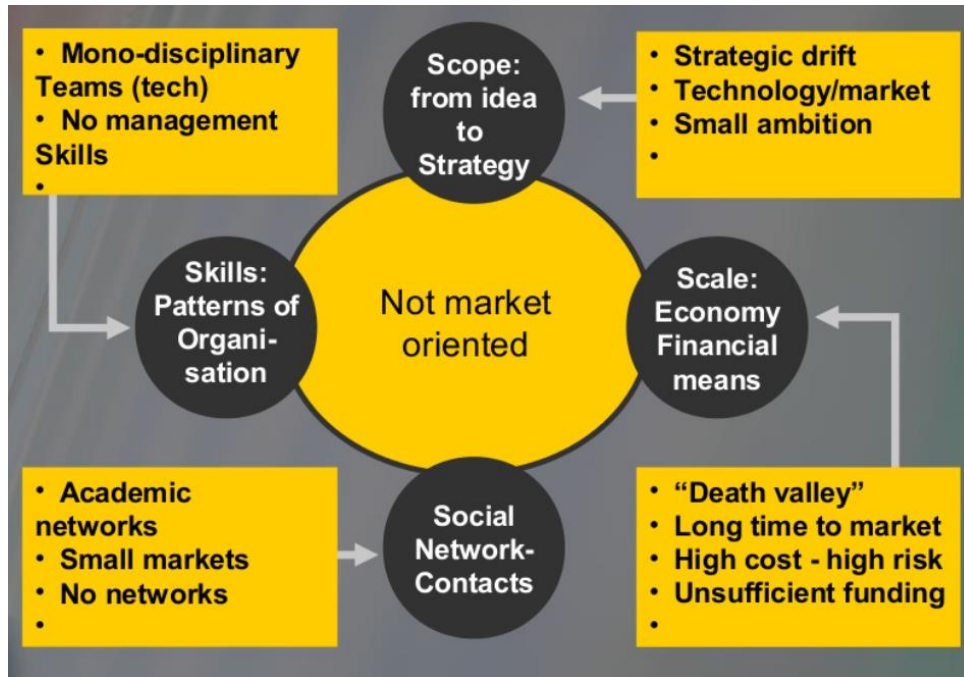 • Mono-disciplinary
Teams (tech)
• No management
Skills
•
Scope:
from idea
to
Strategy
• Strategic drift
• Technology/market
• Small ambition
•
Skills:
Patterns of
Organi-
sation
Not market
oriented
Scale:
Economy
Financial
means
• Academic
networks
• Small markets
• No networks
•
Social
Network-
Contacts
• “Death valley”
• Long time to market
• High cost - high risk
• Unsufficient funding
•